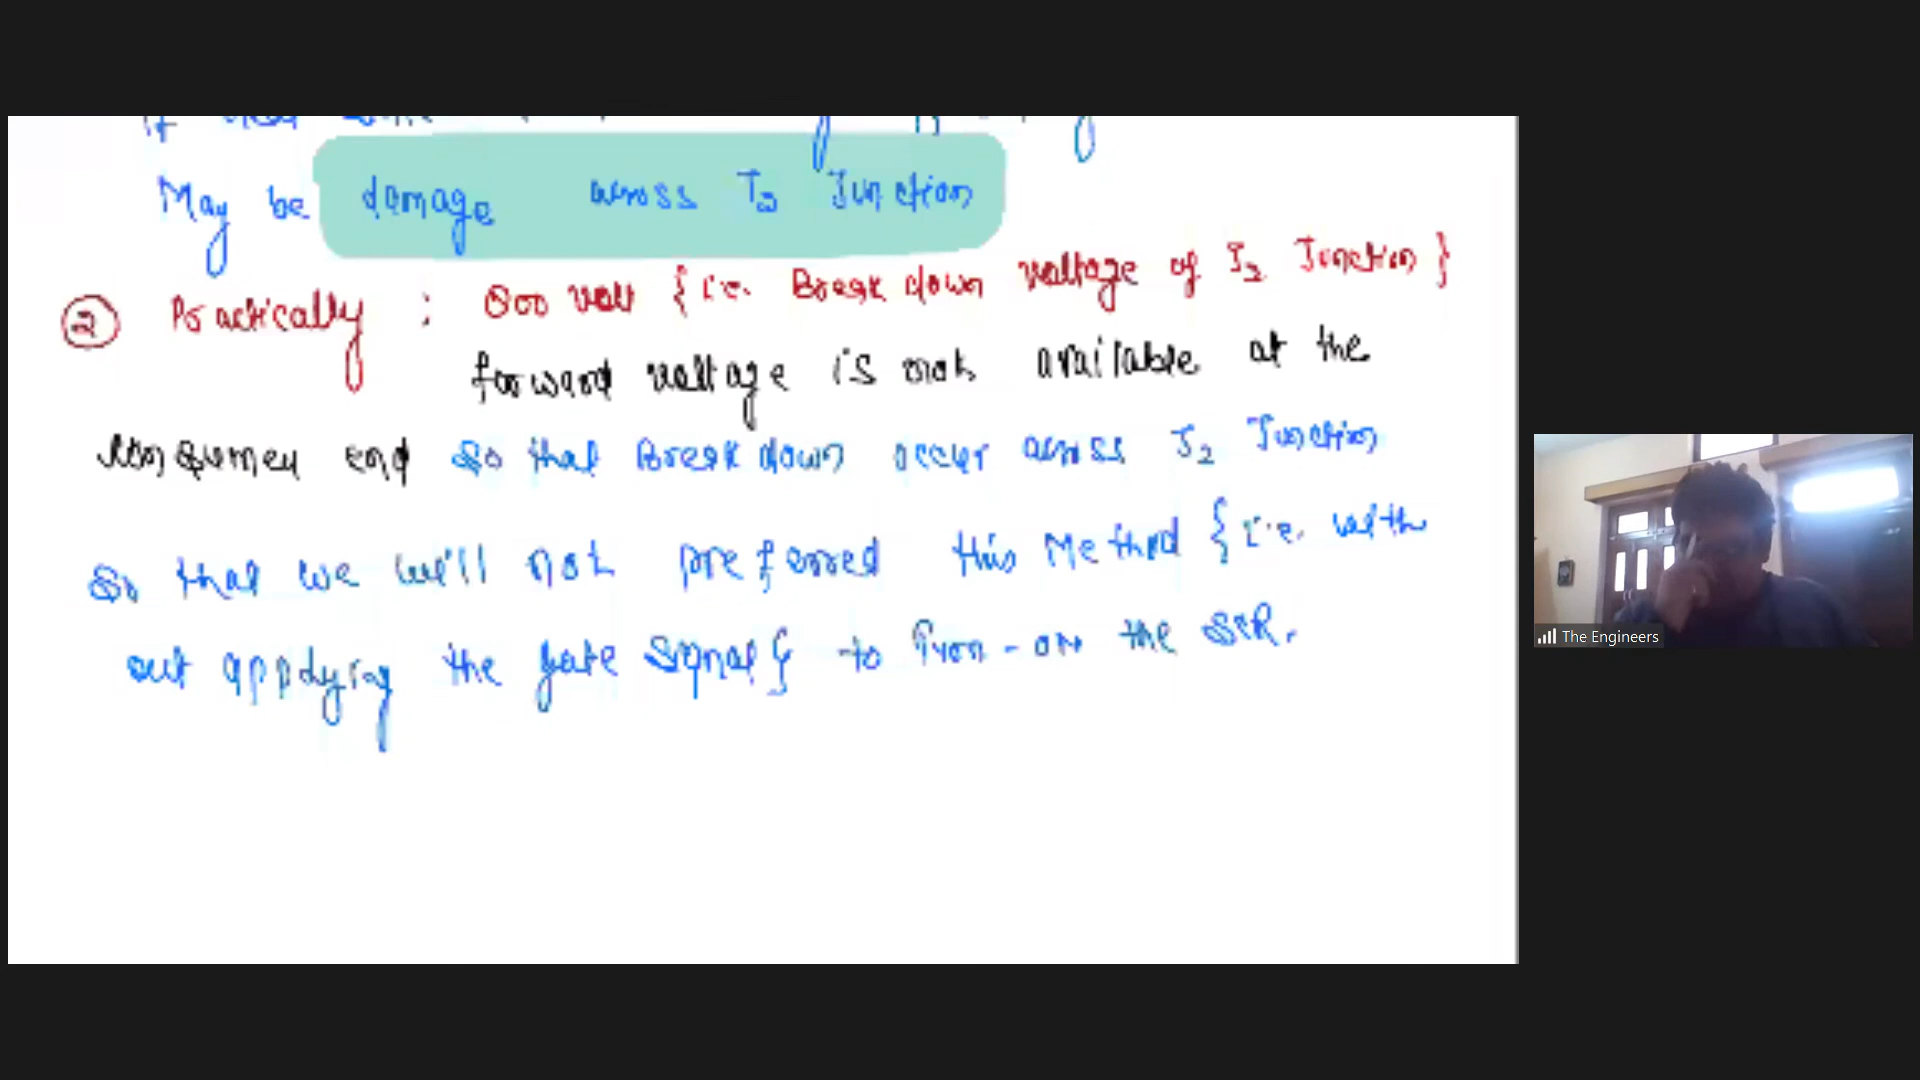 May be damage across J2 Junction
② Practically : 800 volt { i.e. Break down voltage of J2 Junction }
forward voltage is not available at the
consumer end so that Break down occur across J2 Junction
So that we will not preferred this Method { i.e. with
out applying the gate signal } to Turn-on the SCR.
The Engineers